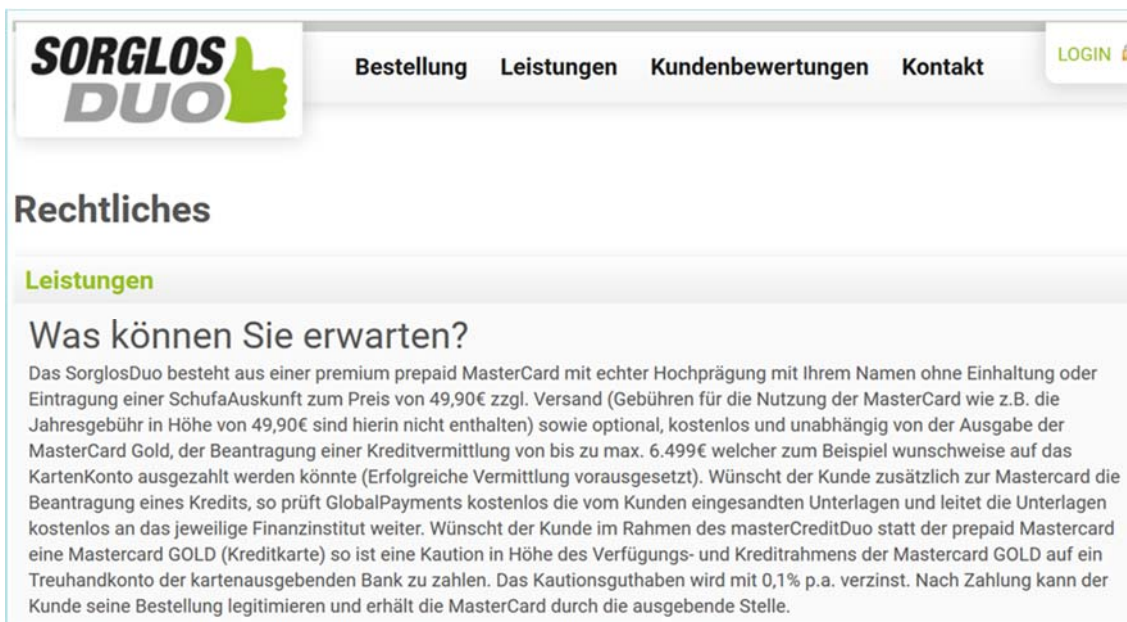 SORGLOS
DUO
Bestellung Leistungen Kundenbewertungen Kontakt
LOGIN
Rechtliches
Leistungen
Was können Sie erwarten?
Das SorglosDuo besteht aus einer premium prepaid MasterCard mit echter Hochprägung mit Ihrem Namen ohne Einhaltung oder
Eintragung einer SchufaAuskunft zum Preis von 49,90€ zzgl. Versand (Gebühren für die Nutzung der MasterCard wie z.B. die
Jahresgebühr in Höhe von 49,90€ sind hierin nicht enthalten) sowie optional, kostenlos und unabhängig von der Ausgabe der
MasterCard Gold, der Beantragung einer Kreditvermittlung von bis zu max. 6.499€ welcher zum Beispiel wunschweise auf das
KartenKonto ausgezahlt werden könnte (Erfolgreiche Vermittlung vorausgesetzt). Wünscht der Kunde zusätzlich zur Mastercard die
Beantragung eines Kredits, so prüft GlobalPayments kostenlos die vom Kunden eingesandten Unterlagen und leitet die Unterlagen
kostenlos an das jeweilige Finanzinstitut weiter. Wünscht der Kunde im Rahmen des masterCreditDuo statt der prepaid Mastercard
eine Mastercard GOLD (Kreditkarte) so ist eine Kaution in Höhe des Verfügungs- und Kreditrahmens der Mastercard GOLD auf ein
Treuhandkonto der kartenausgebenden Bank zu zahlen. Das Kautionsguthaben wird mit 0,1% p.a. verzinst. Nach Zahlung kann der
Kunde seine Bestellung legitimieren und erhält die MasterCard durch die ausgebende Stelle.